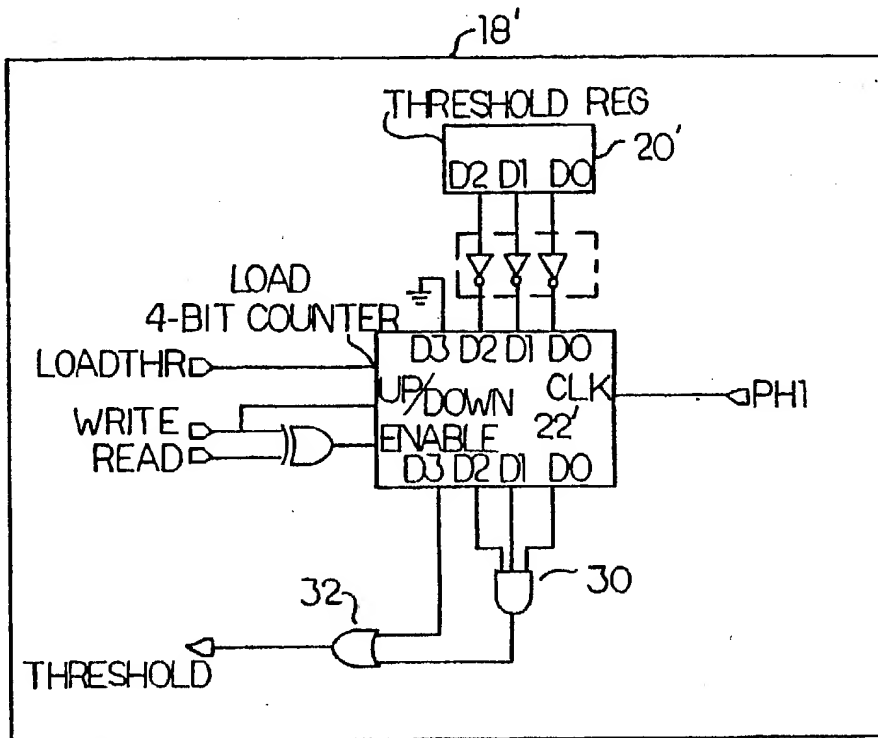 18'
THRESHOLD REG
20'
D2 D1 D0
LOAD
4-BIT COUNTER
D3 D2 D1 D0
LOADTHR
UP/DOWN
CLK
PH1
WRITE
22'
READ
ENABLE
D3 D2 D1 D0
30
32
THRESHOLD